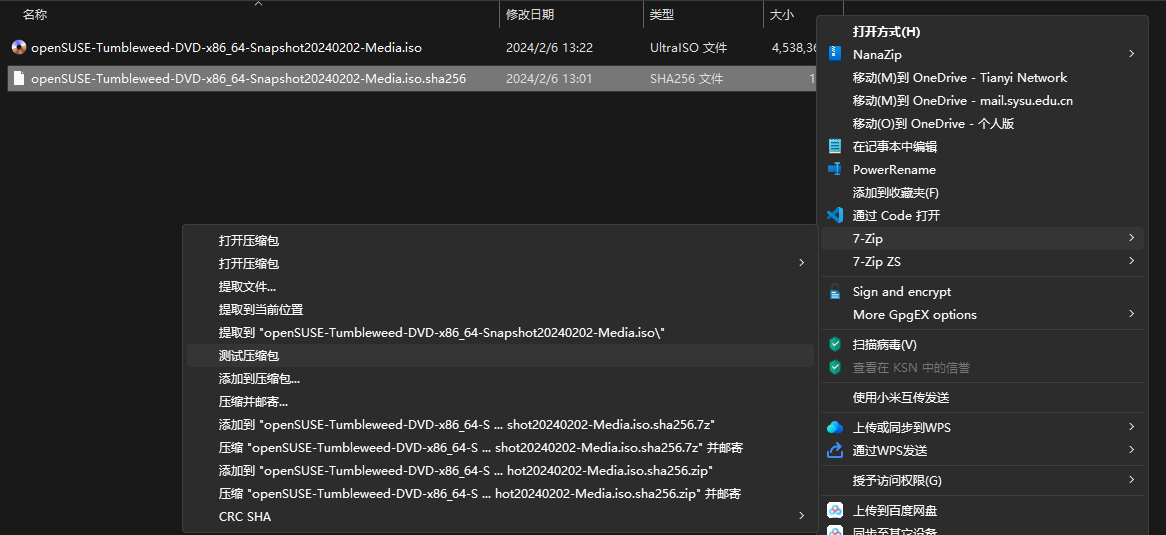 名称 修改日期 类型 大小
openSUSE-Tumbleweed-DVD-x86_64-Snapshot20240202-Media.iso 2024/2/6 13:22 UltraISO 文件 4,538,36
openSUSE-Tumbleweed-DVD-x86_64-Snapshot20240202-Media.iso.sha256 2024/2/6 13:01 SHA256 文件 1
打开方式(H)
NanaZip
移动(M)到 OneDrive - Tianyi Network
移动(M)到 OneDrive - mail.sysu.edu.cn
移动(O)到 OneDrive - 个人版
在记事本中编辑
PowerRename
添加到收藏夹(F)
通过 Code 打开
7-Zip
7-Zip ZS
Sign and encrypt
More GpgEX options
扫描病毒(V)
查看在 KSN 中的信誉
使用小米互传发送
上传或同步到WPS
通过WPS发送
授予访问权限(G)
上传到百度网盘
同步至其它设备
打开压缩包
打开压缩包
提取文件...
提取到当前位置
提取到 "openSUSE-Tumbleweed-DVD-x86_64-Snapshot20240202-Media.iso\"
测试压缩包
添加到压缩包...
压缩并邮寄...
添加到 "openSUSE-Tumbleweed-DVD-x86_64-S ... shot20240202-Media.iso.sha256.7z"
压缩 "openSUSE-Tumbleweed-DVD-x86_64-S ... shot20240202-Media.iso.sha256.7z" 并邮寄
添加到 "openSUSE-Tumbleweed-DVD-x86_64-S ... hot20240202-Media.iso.sha256.zip"
压缩 "openSUSE-Tumbleweed-DVD-x86_64-S ... hot20240202-Media.iso.sha256.zip" 并邮寄
CRC SHA